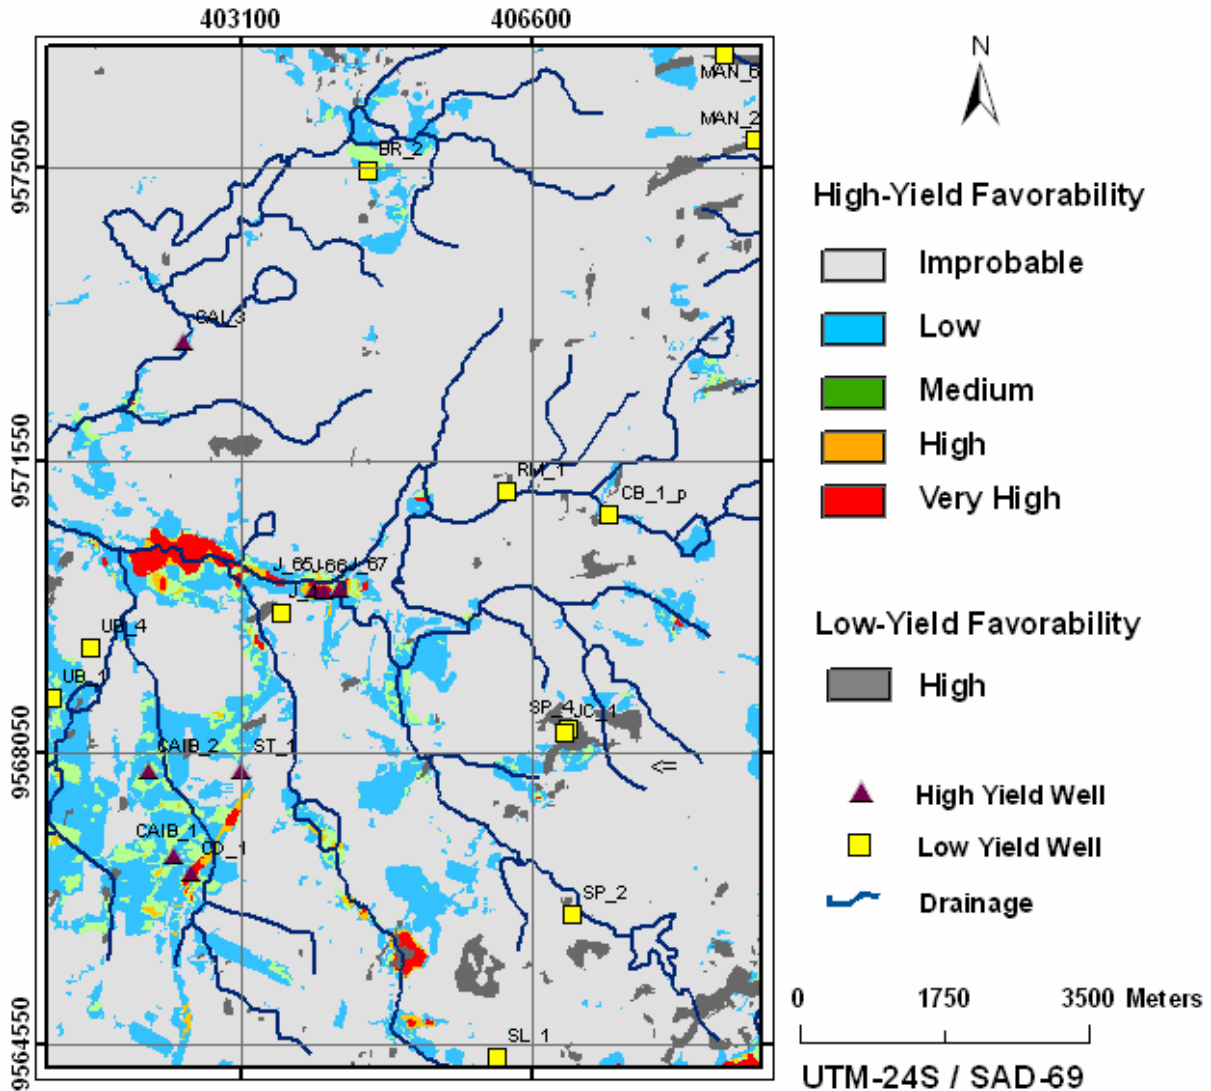 403100 406600
N
MAN_6
MAN_2
9575050
BR_2
High-Yield Favorability
Improbable
CAI_3
Low
Medium
High
9571550
RM_1
CB_1_p
Very High
J_65 J_67
Low-Yield Favorability
UB_4
High
UB_1
SP_4 JC_1
9568050
CAIB_2 ST_1
<=
High Yield Well
CAIB_1
CD_1
Low Yield Well
SP_2
Drainage
0 1750 3500 Meters
9564550
SL_1
UTM-24S / SAD-69